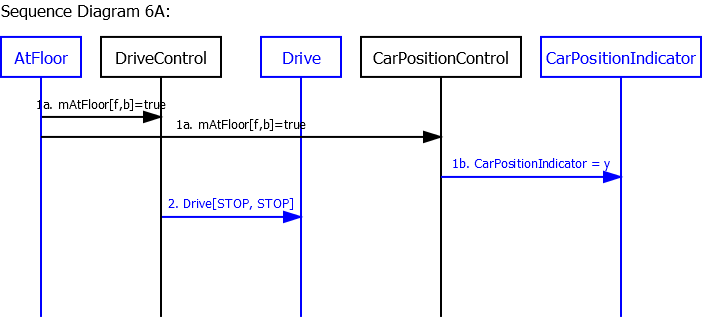 Sequence Diagram 6A:
AtFloor
DriveControl
Drive
CarPositionControl
CarPositionIndicator
1a. mAtFloor[f,b]=true
1a. mAtFloor[f,b]=true
1b. CarPositionIndicator = y
2. Drive[STOP, STOP]